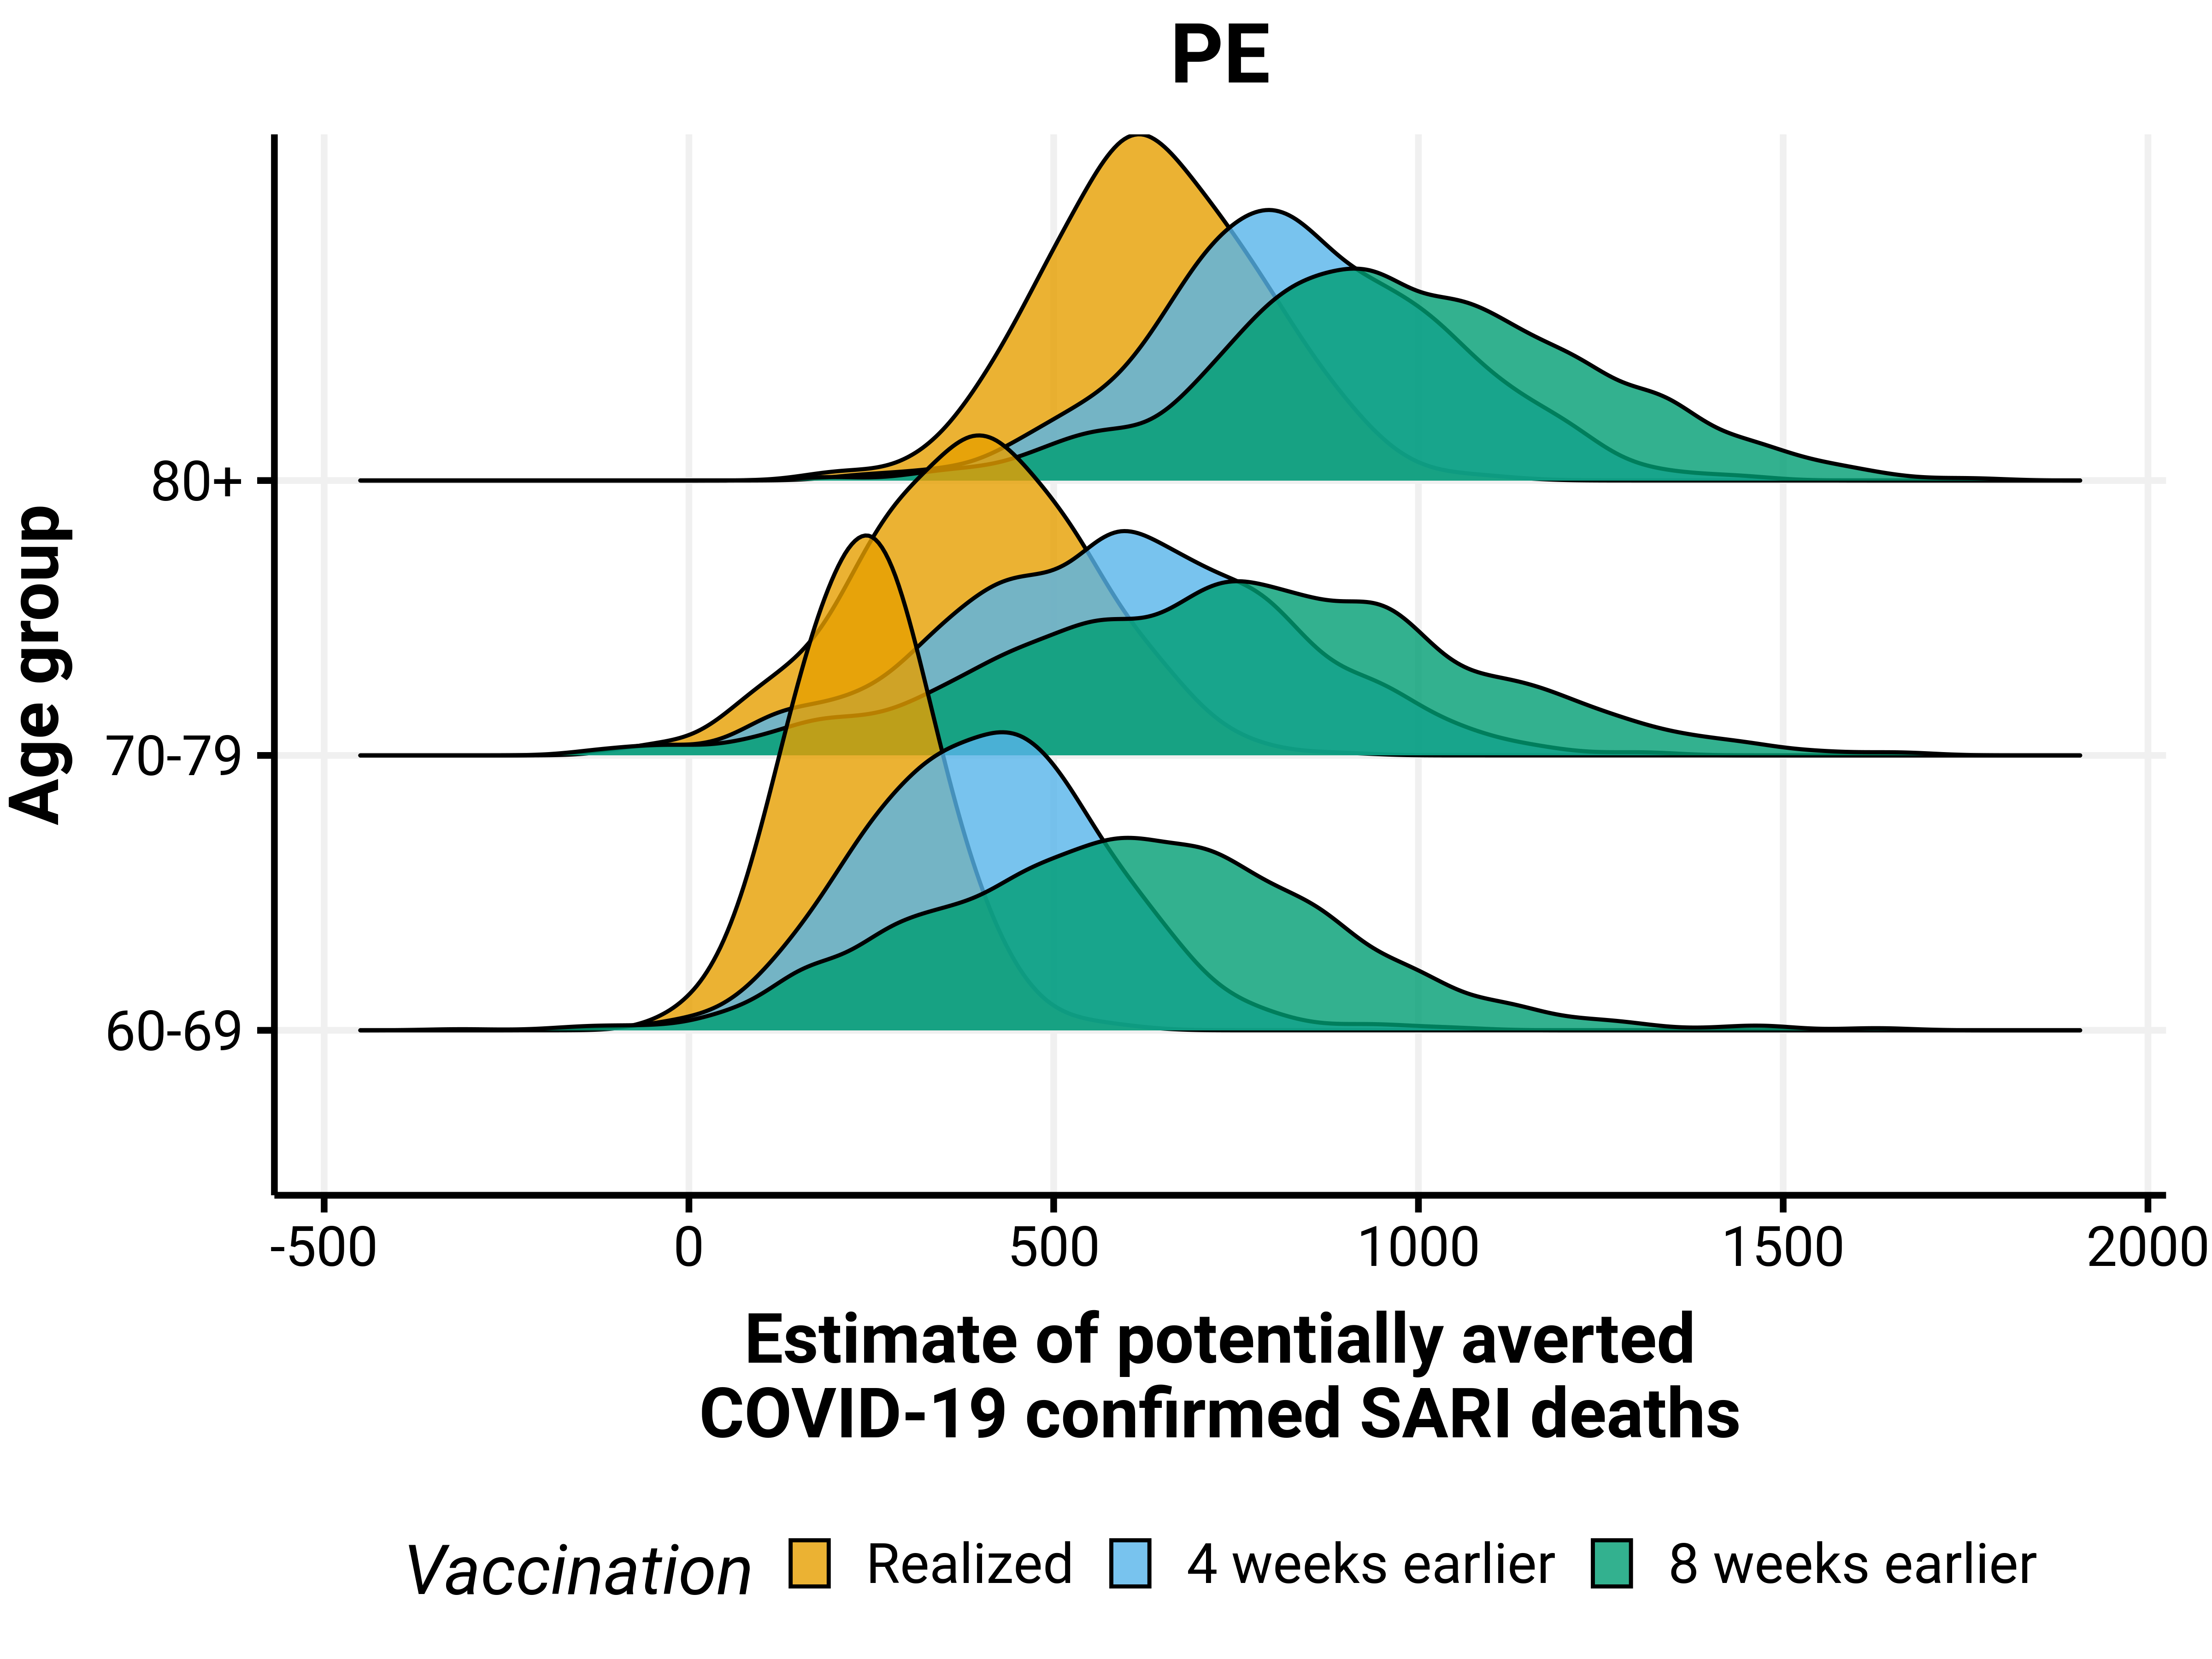 PE
Age group
80+
70-79
60-69
-500 0 500 1000 1500 2000
Estimate of potentially averted
COVID-19 confirmed SARI deaths
Vaccination Realized 4 weeks earlier 8 weeks earlier